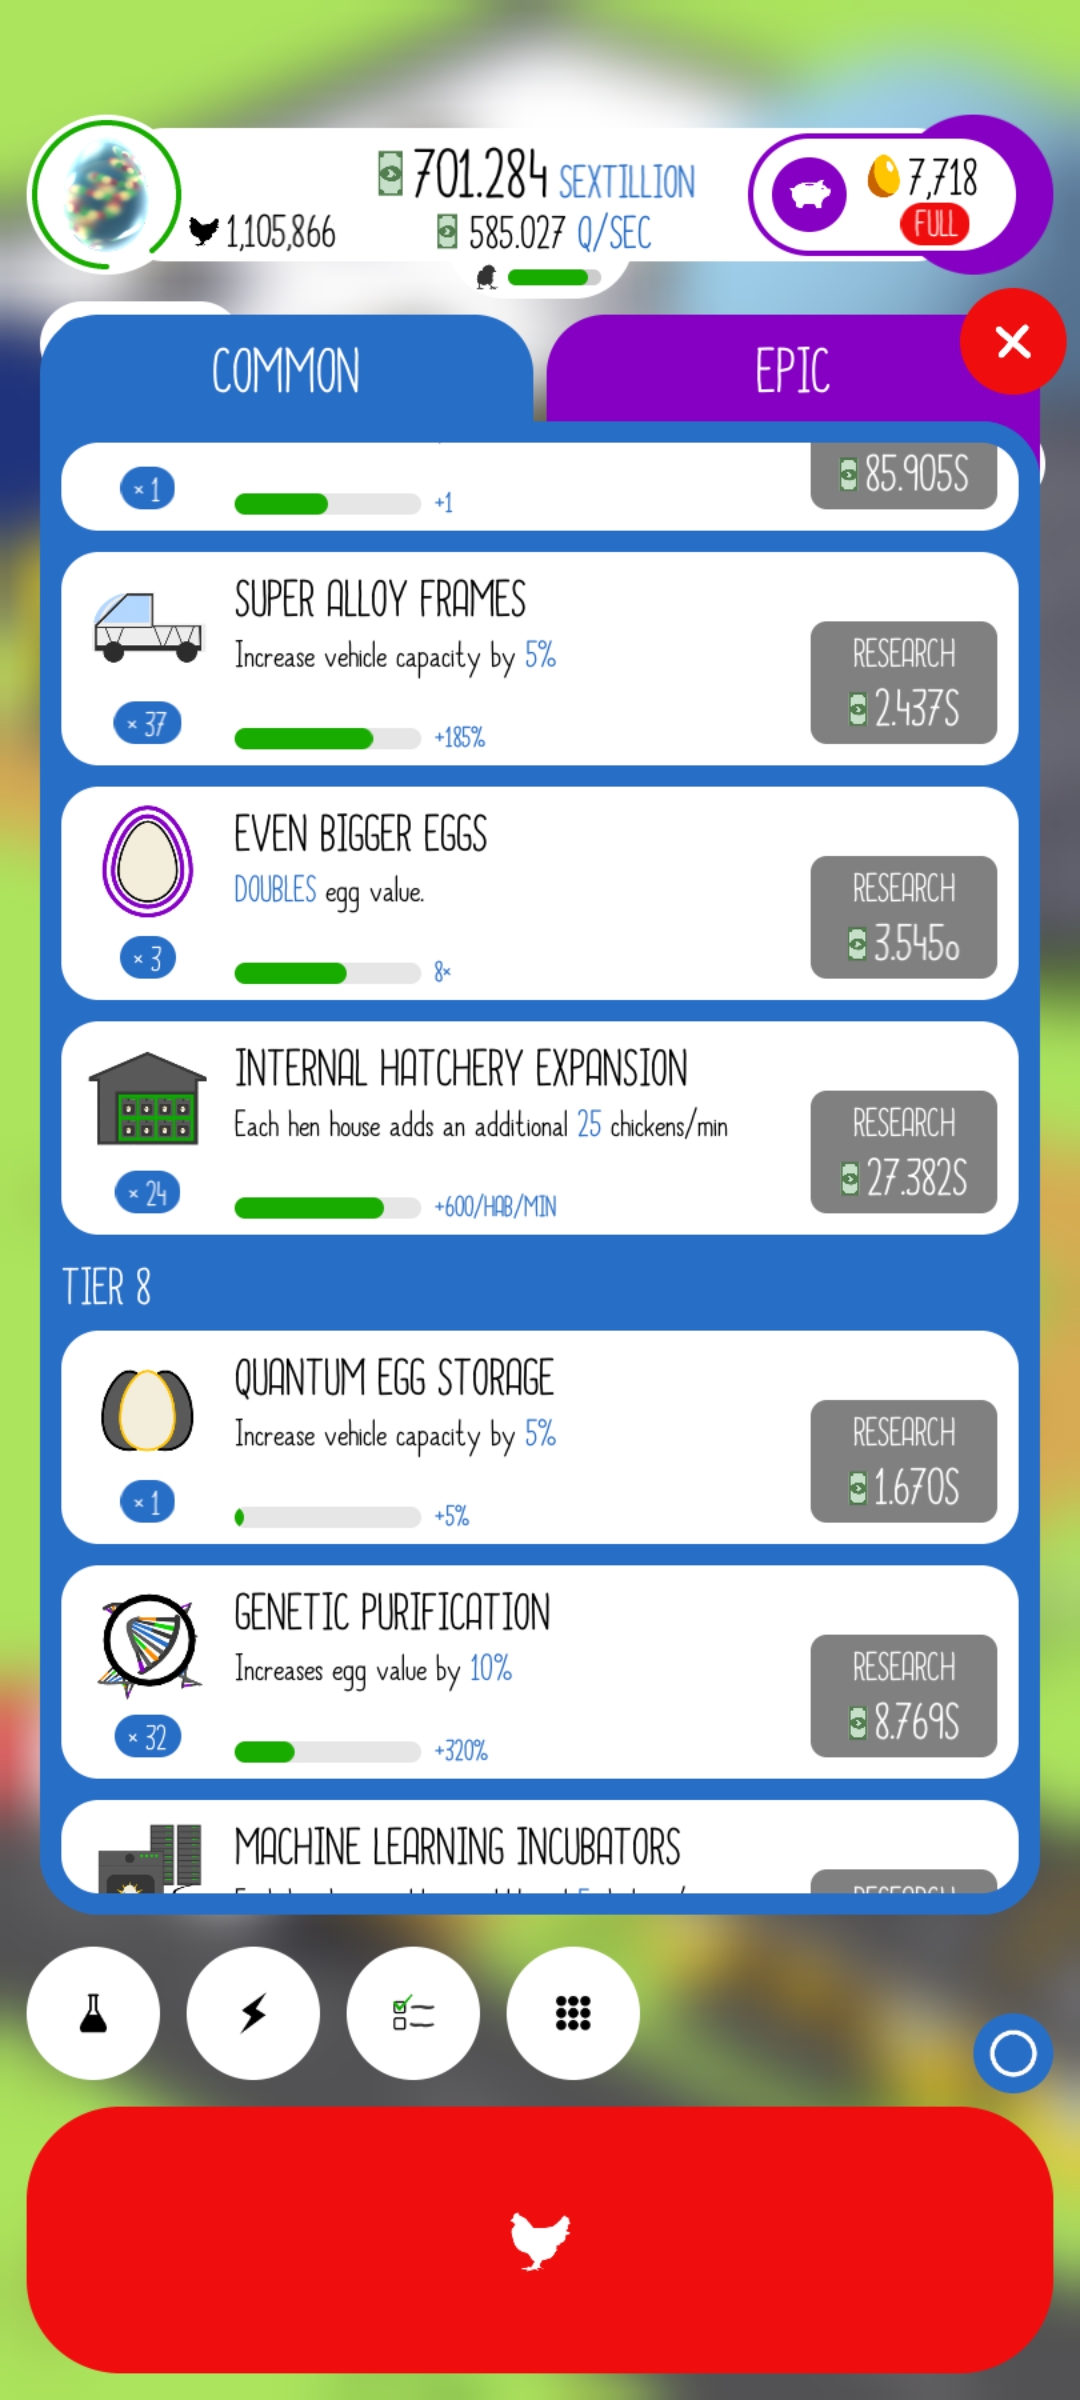 701.284 SEXTILLION
1,105,866
585.027 Q/SEC
7,718
FULL
COMMON
EPIC
× 1
+1
85.905S
SUPER ALLOY FRAMES
Increase vehicle capacity by 5%
× 37
+185%
RESEARCH
2.437S
EVEN BIGGER EGGS
DOUBLES egg value.
× 3
8×
RESEARCH
3.545o
INTERNAL HATCHERY EXPANSION
Each hen house adds an additional 25 chickens/min
× 24
+600/HAB/MIN
RESEARCH
27.382S
TIER 8
QUANTUM EGG STORAGE
Increase vehicle capacity by 5%
× 1
+5%
RESEARCH
1.670S
GENETIC PURIFICATION
Increases egg value by 10%
× 32
+320%
RESEARCH
8.769S
MACHINE LEARNING INCUBATORS